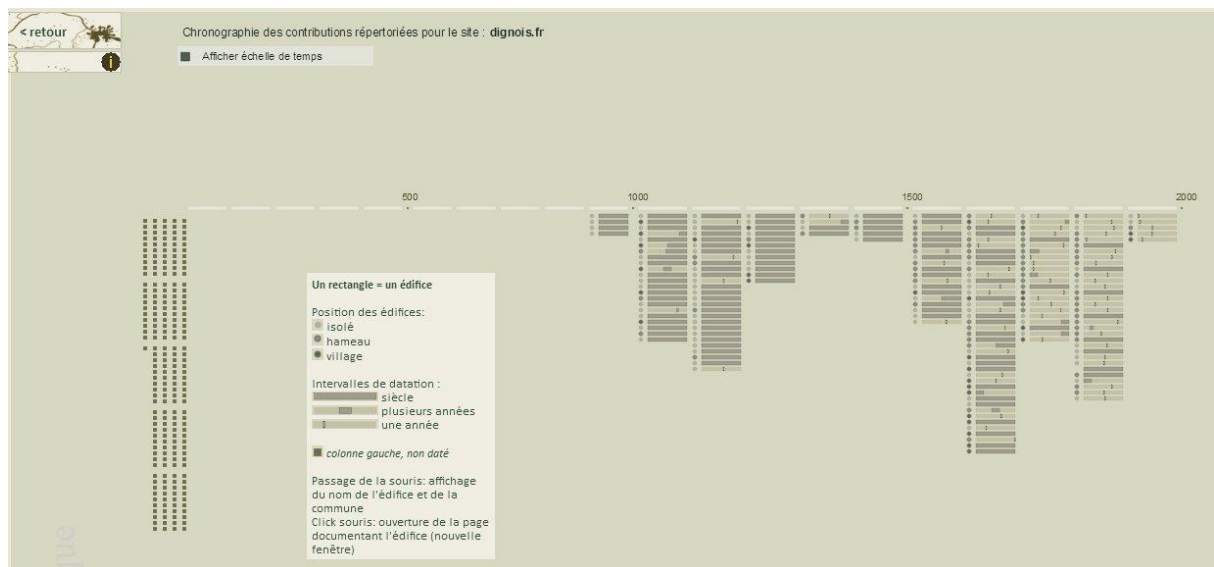 < retour
i
Chronographie des contributions répertoriées pour le site : dignois.fr
Afficher échelle de temps
500
1000
1500
2000
Un rectangle = un édifice
Position des édifices:
isolé
hameau
village
Intervalles de datation :
siècle
plusieurs années
une année
colonne gauche, non daté
Passage de la souris: affichage
du nom de l'édifice et de la
commune
Click souris: ouverture de la page
documentant l'édifice (nouvelle
fenêtre)
que